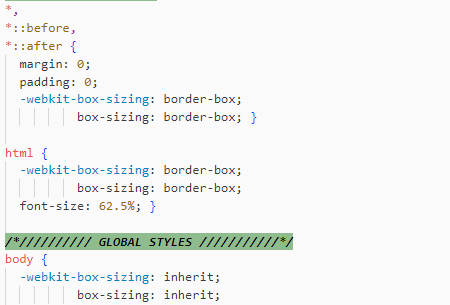 *,
*::before,
*::after {
  margin: 0;
  padding: 0;
  -webkit-box-sizing: border-box;
          box-sizing: border-box; }

html {
  -webkit-box-sizing: border-box;
          box-sizing: border-box;
  font-size: 62.5%; }

/*////////// GLOBAL STYLES ///////////*/
body {
  -webkit-box-sizing: inherit;
          box-sizing: inherit;